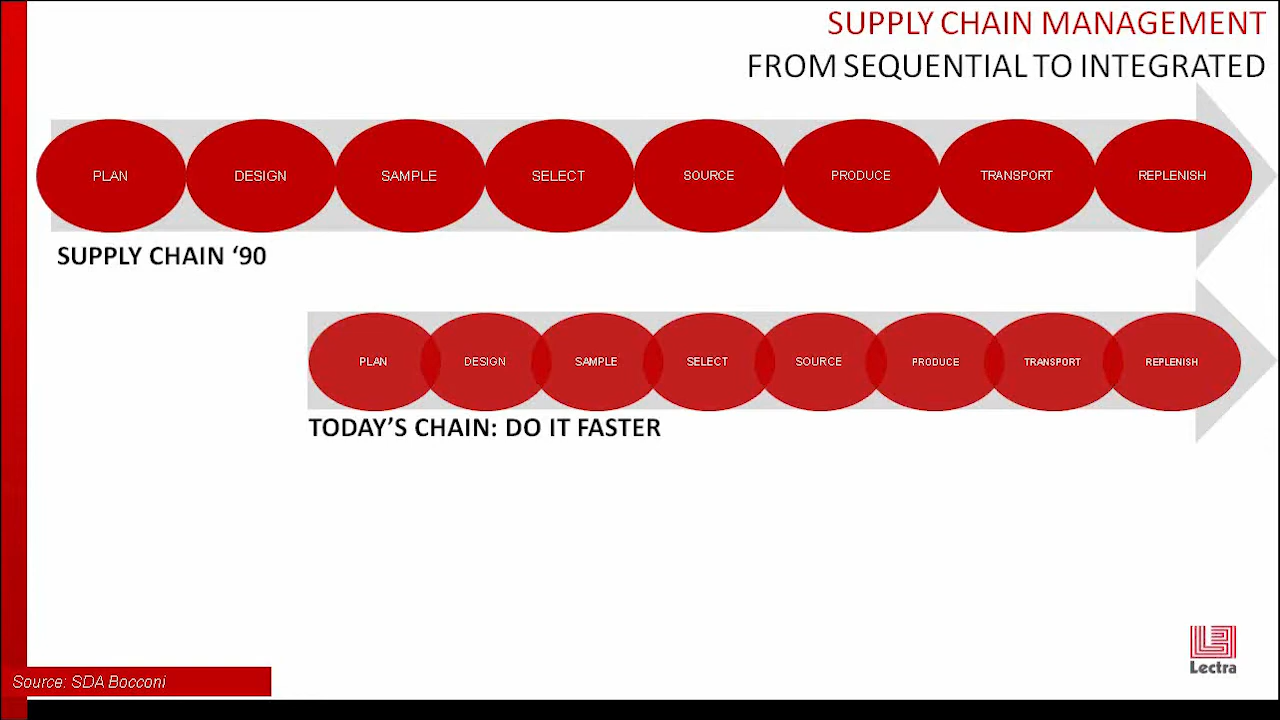 SUPPLY CHAIN MANAGEMENT
FROM SEQUENTIAL TO INTEGRATED
PLAN DESIGN SAMPLE SELECT SOURCE PRODUCE TRANSPORT REPLENISH
SUPPLY CHAIN ‘90
PLAN DESIGN SAMPLE SELECT SOURCE PRODUCE TRANSPORT REPLENISH
TODAY’S CHAIN: DO IT FASTER
Lectra
Source: SDA Bocconi